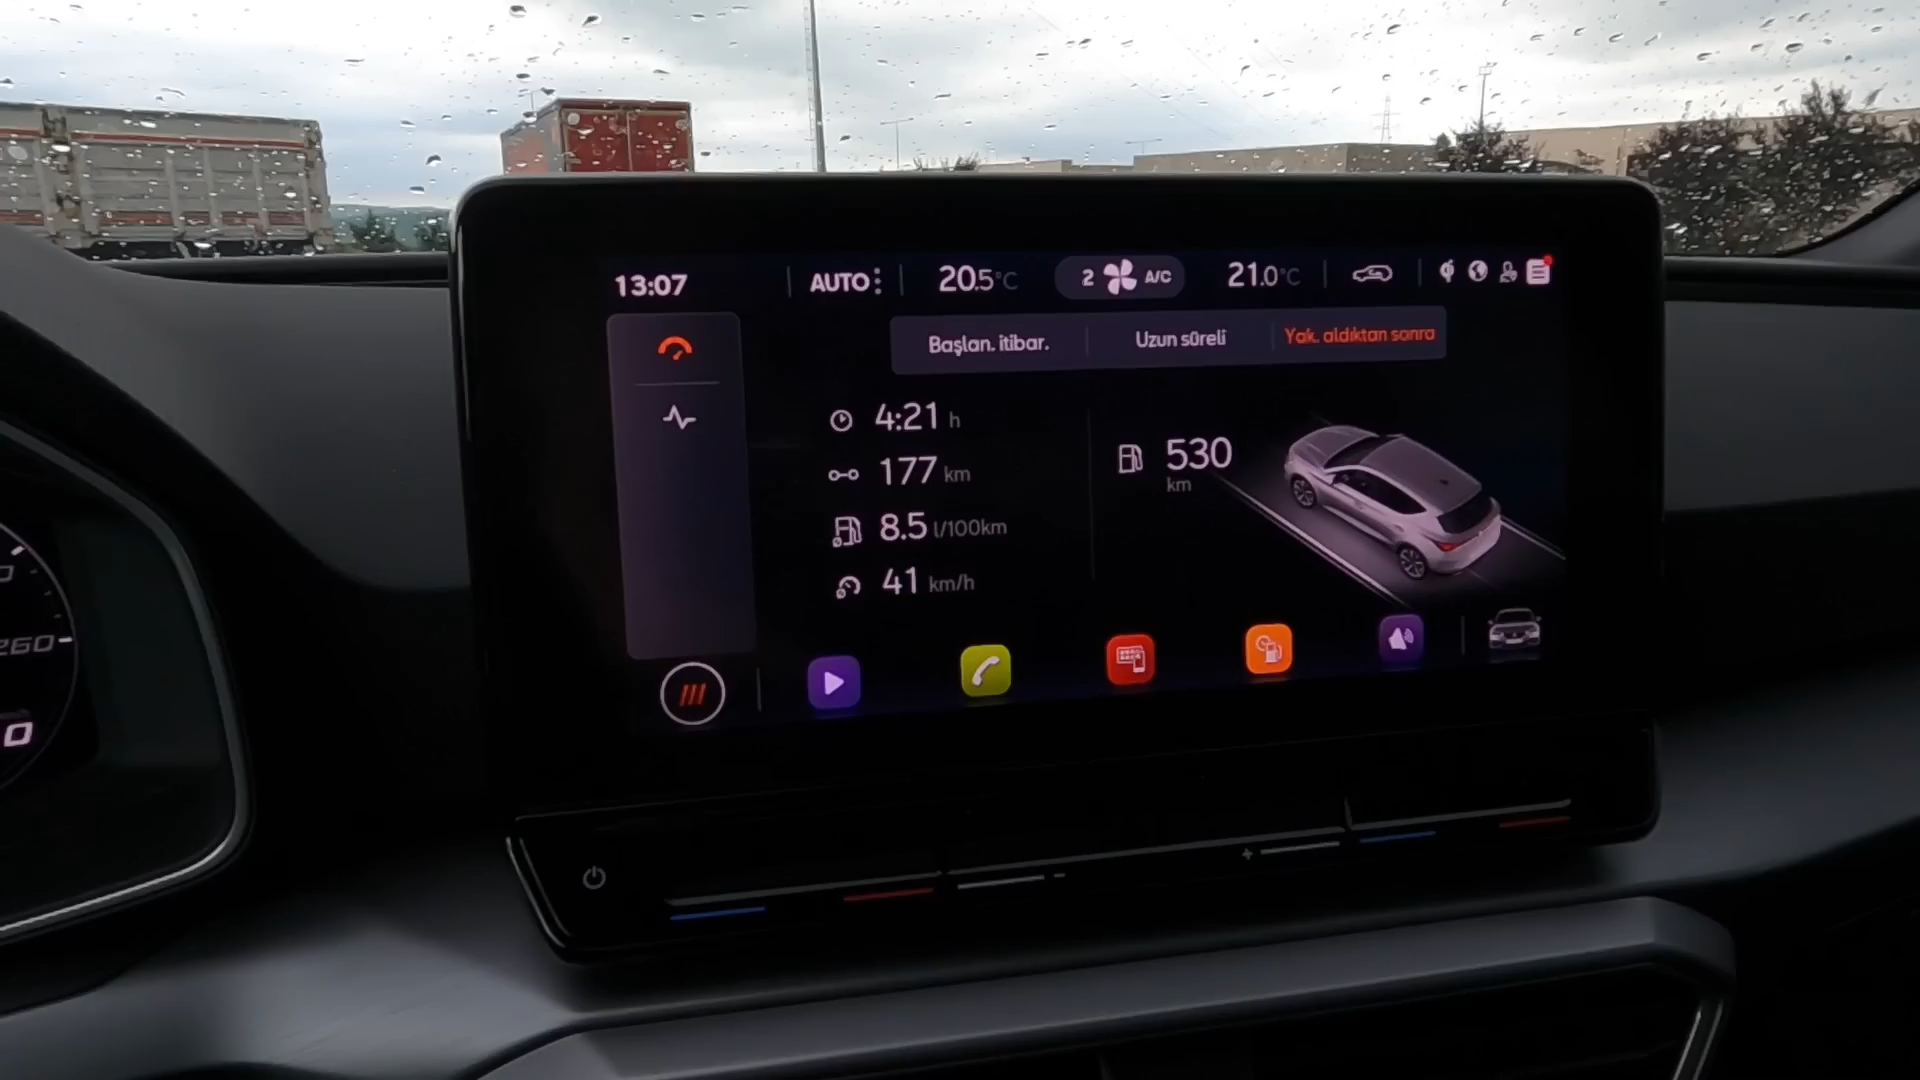 13:07 AUTO 20.5°C 2 A/C 21.0°C
Başlan. itibar. Uzun süreli Yak. aldıktan sonra
4:21 h
177 km
8.5 l/100km
41 km/h
530
km
260
0
+ -